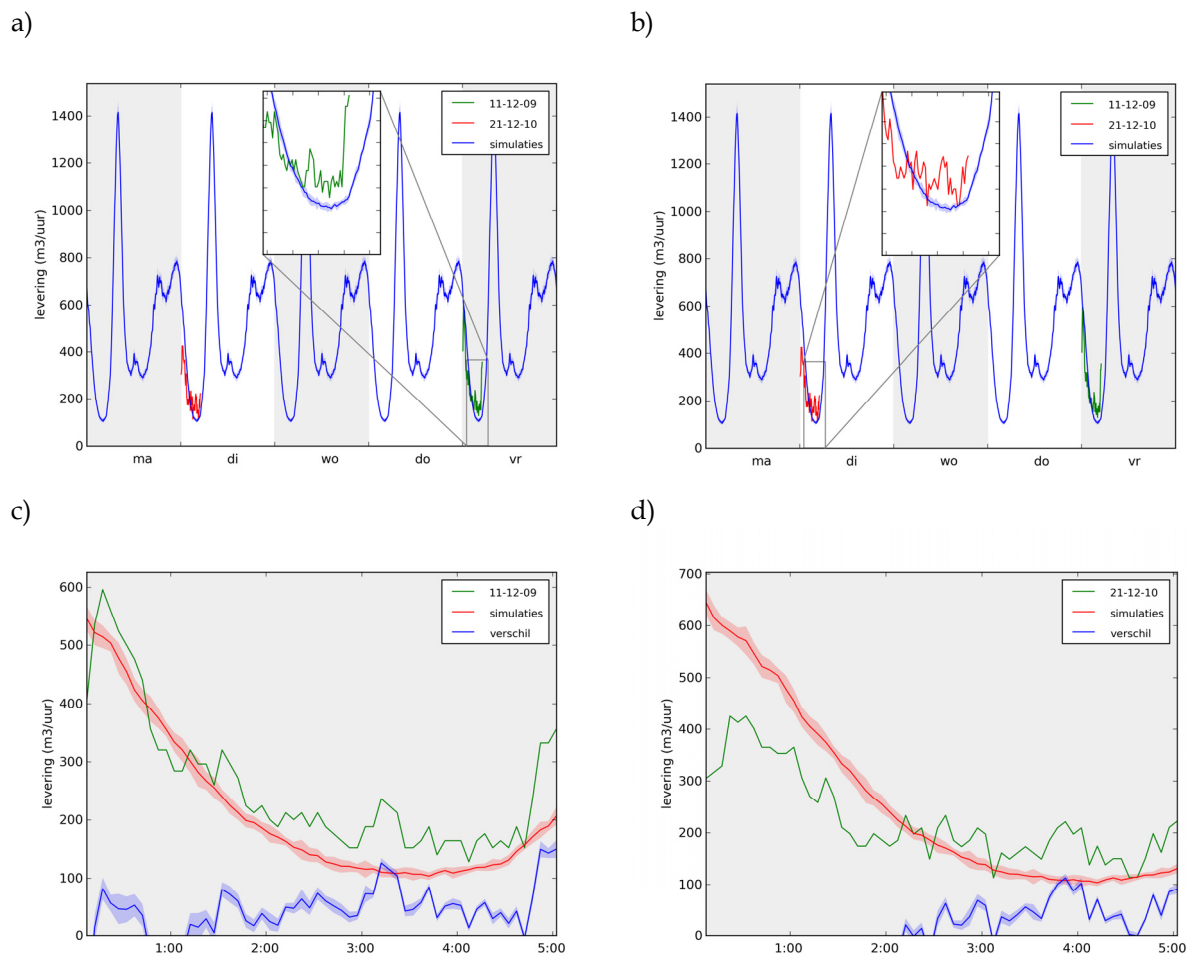 a)
levering (m3/uur)
1400
1200
1000
800
600
400
200
0
ma
di
wo
do
vr
11-12-09
21-12-10
simulaties
b)
levering (m3/uur)
1400
1200
1000
800
600
400
200
0
ma
di
wo
do
vr
11-12-09
21-12-10
simulaties
c)
levering (m3/uur)
600
500
400
300
200
100
0
1:00
2:00
3:00
4:00
5:00
11-12-09
simulaties
verschil
d)
levering (m3/uur)
700
600
500
400
300
200
100
0
1:00
2:00
3:00
4:00
5:00
21-12-10
simulaties
verschil